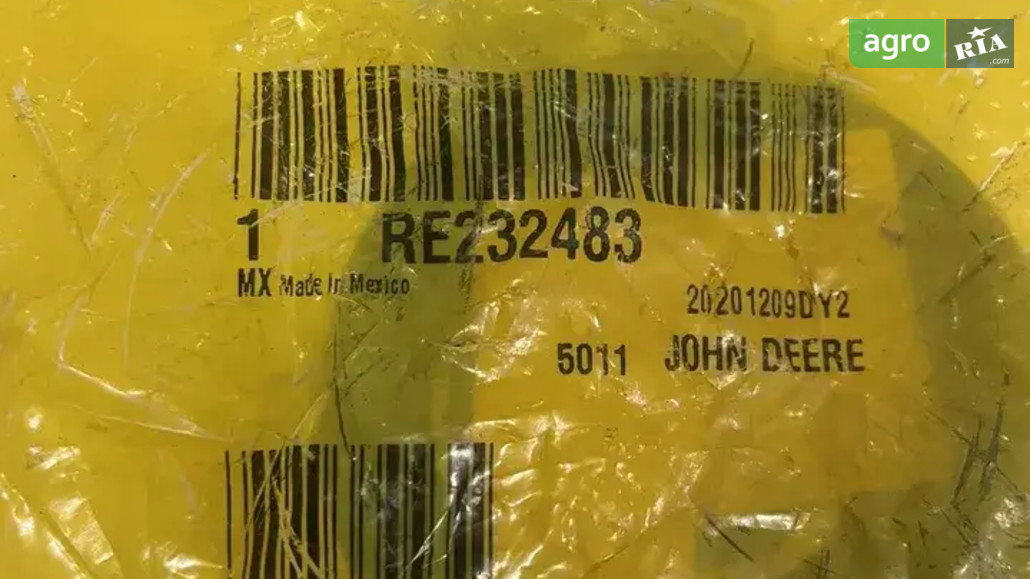 agro RIA
.com
1 RE232483
MX Made In Mexico
20201209DY2
5011 JOHN DEERE